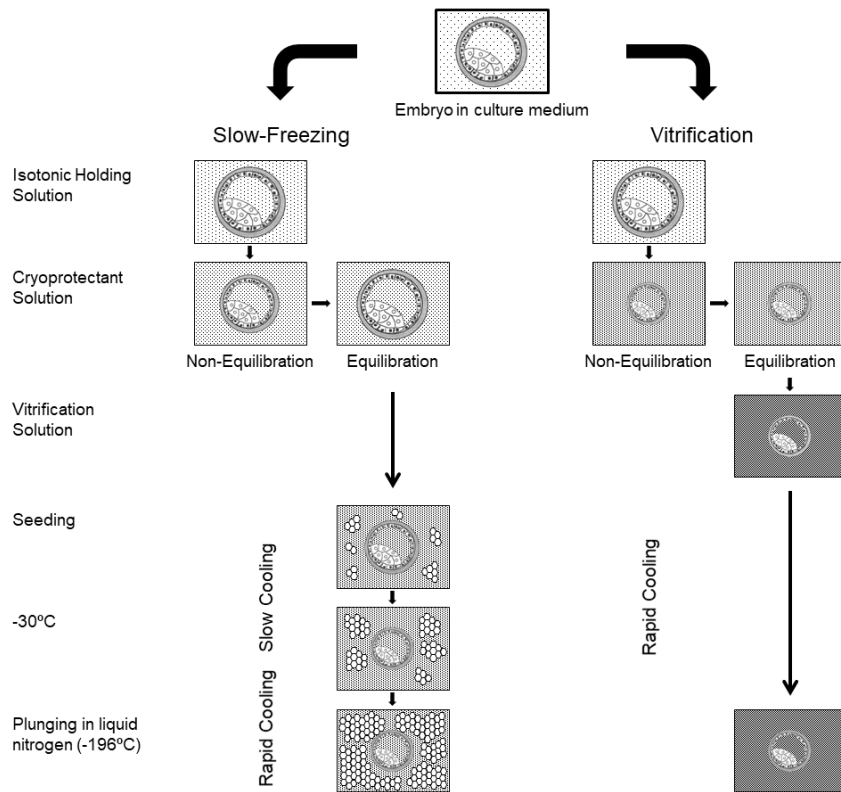 Embryo in culture medium
Slow-Freezing
Vitrification
Isotonic Holding
Solution
Cryoprotectant
Solution
Non-Equilibration
Equilibration
Non-Equilibration
Equilibration
Vitrification
Solution
Seeding
Slow Cooling
Rapid Cooling
-30ºC
Rapid Cooling
Plunging in liquid
nitrogen (-196ºC)